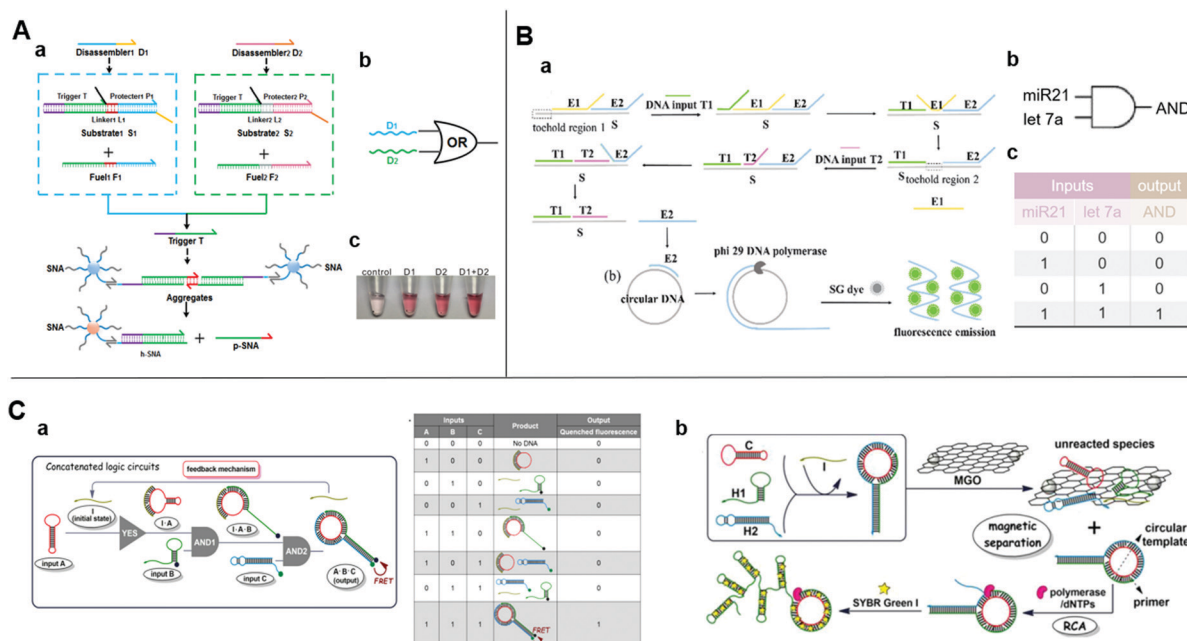 A
a
Disassembler1 D1
Disassembler2 D2
Trigger T
Protecter1 P1
Linker1 L1
Substrate1 S1
+
Fuel1 F1
Trigger T
Protecter2 P2
Linker2 L2
Substrate2 S2
+
Fuel2 F2
Trigger T
SNA
SNA
Aggregates
SNA
h-SNA
+
p-SNA
b
D1
D2
OR
c
control D1 D2 D1+D2
B
a
E1 E2
tochold region 1
S
DNA input T1
E1 E2
S
T1 E1 E2
S
T1 E2
S
toehold region 2
E1
DNA input T2
T1 T2 E2
S
T1 T2 E2
S
T1 T2
S
E2
(b)
E2
circular DNA
phi 29 DNA polymerase
SG dye
fluorescence emission
b
miR21
let 7a
AND
c
Inputs output
miR21 let 7a AND
0 0 0
1 0 0
0 1 0
1 1 1
C
a
Concatenated logic circuits
feedback mechanism
I
(initial state)
I·A
I·A·B
YES
AND1
AND2
input A
input B
input C
A·B·C
(output)
FRET
Inputs Product Output
A B C Quenched fluorescence
0 0 0 No DNA 0
1 0 0 0
0 1 0 0
0 0 1 0
1 1 0 0
1 0 1 0
0 1 1 0
1 1 1 FRET 1
b
C
I
H1
H2
MGO
unreacted species
magnetic
separation
+
circular
template
primer
polymerase
/dNTPs
RCA
SYBR Green I